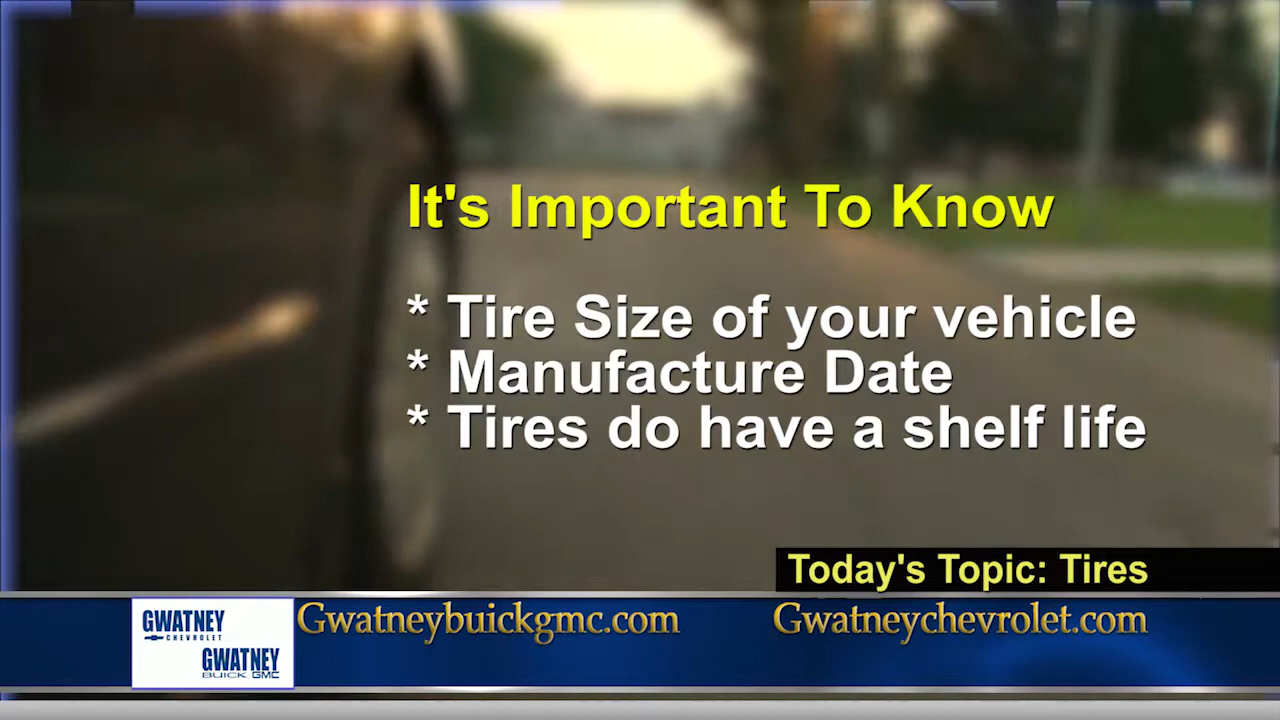 It's Important To Know
* Tire Size of your vehicle
* Manufacture Date
* Tires do have a shelf life
Today's Topic: Tires
GWATNEY
CHEVROLET
GWATNEY
BUICK GMC
Gwatneybuickgmc.com
Gwatneychevrolet.com